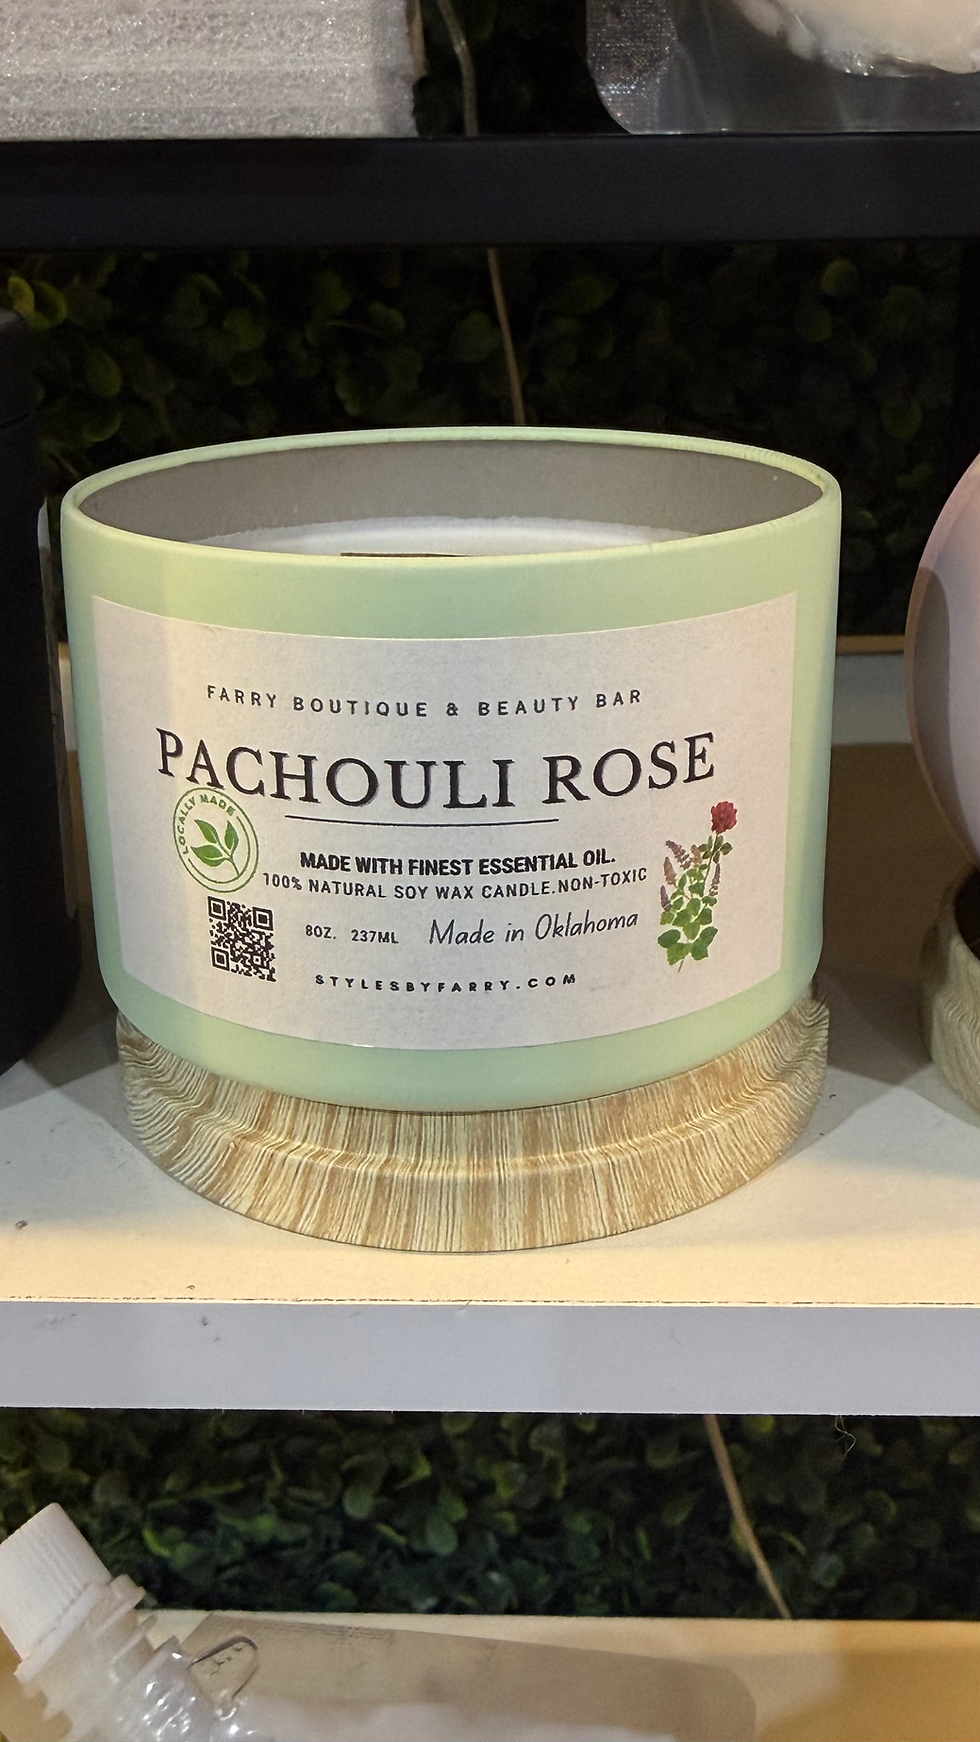 FARRY BOUTIQUE & BEAUTY BAR
PACHOULI ROSE
LOCALLY MADE
MADE WITH FINEST ESSENTIAL OIL.
100% NATURAL SOY WAX CANDLE.NON-TOXIC
8OZ. 237ML Made in Oklahoma
STYLESBYFARRY.COM